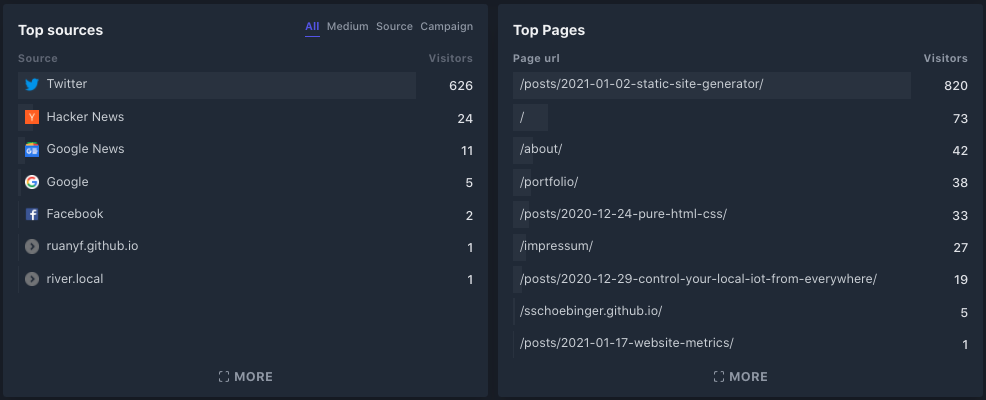 Top sources
All Medium Source Campaign
Source Visitors
Twitter 626
Hacker News 24
Google News 11
Google 5
Facebook 2
ruanyf.github.io 1
river.local 1
MORE
Top Pages
Page url Visitors
/posts/2021-01-02-static-site-generator/ 820
/ 73
/about/ 42
/portfolio/ 38
/posts/2020-12-24-pure-html-css/ 33
/impressum/ 27
/posts/2020-12-29-control-your-local-iot-from-everywhere/ 19
/sschoebinger.github.io/ 5
/posts/2021-01-17-website-metrics/ 1
MORE